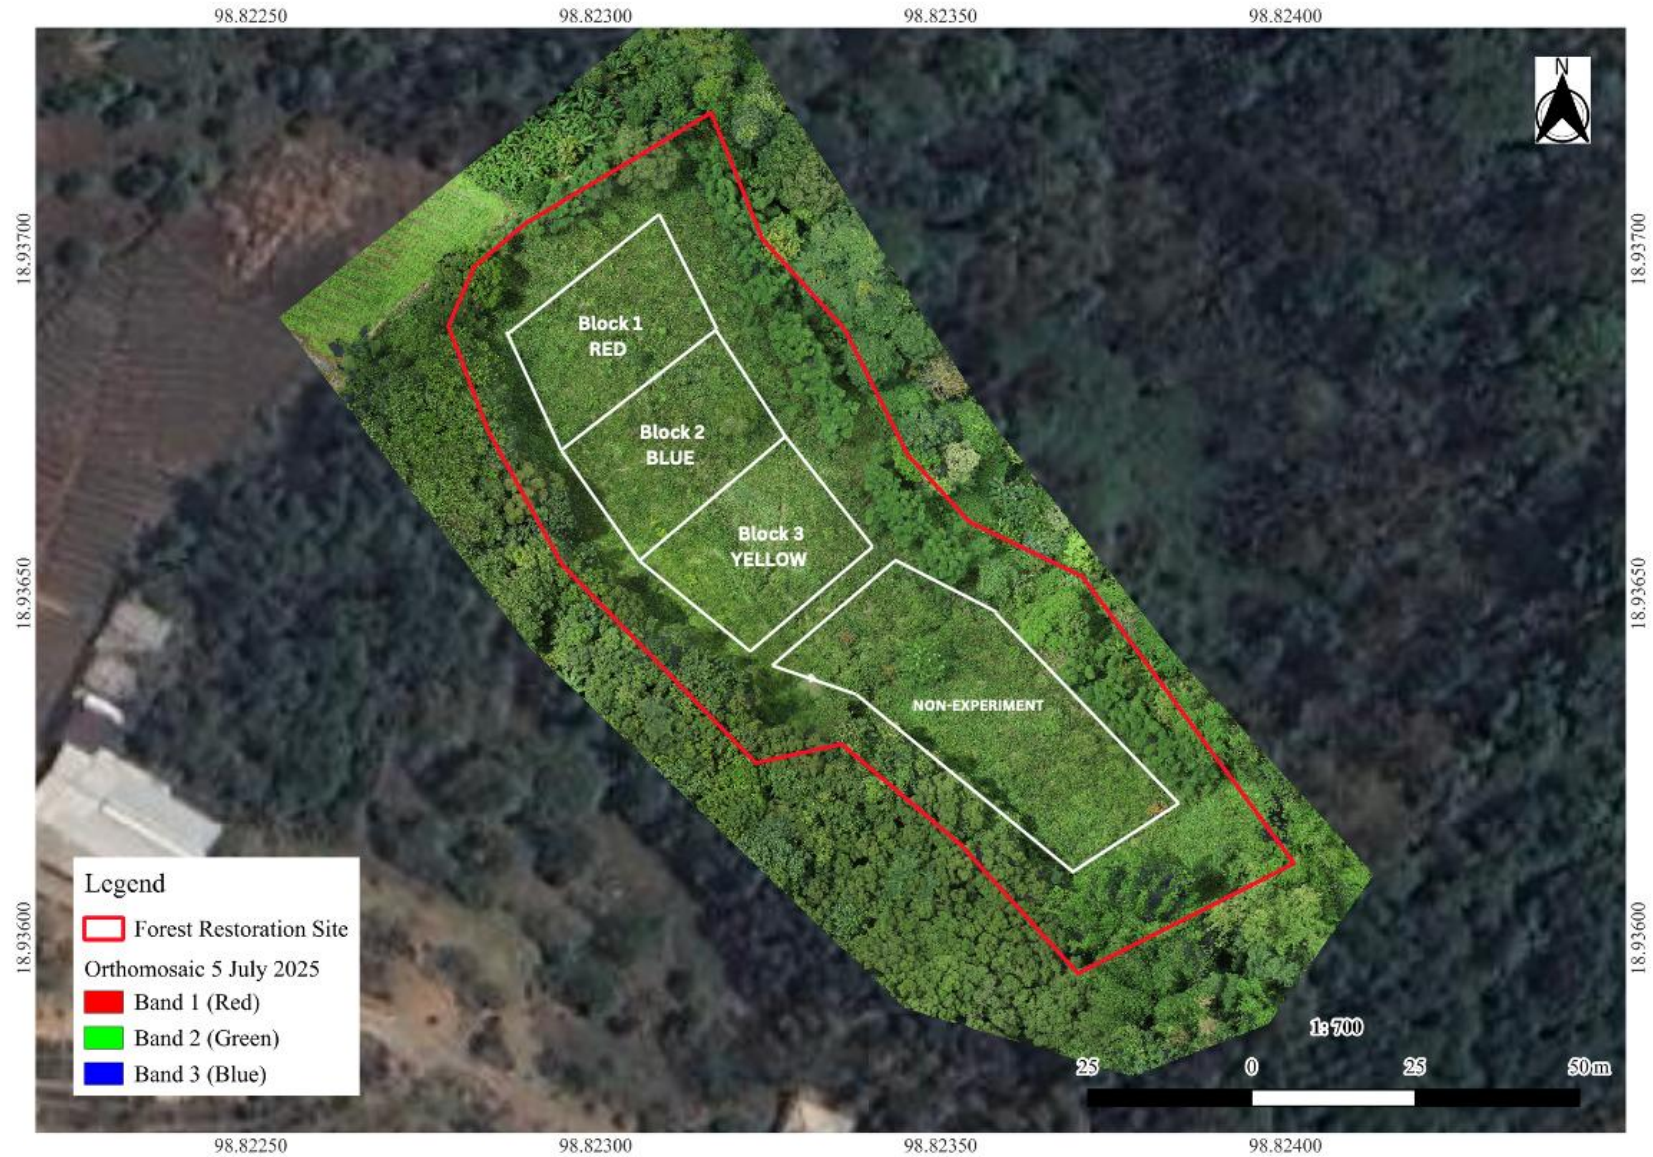 98.82250 98.82300 98.82350 98.82400
N
18.93700
18.93700
Block 1
RED
Block 2
BLUE
Block 3
YELLOW
18.93650
18.93650
NON-EXPERIMENT
18.93600
18.93600
Legend
Forest Restoration Site
Orthomosaic 5 July 2025
Band 1 (Red)
Band 2 (Green)
Band 3 (Blue)
1: 700
25 0 25 50 m
98.82250 98.82300 98.82350 98.82400